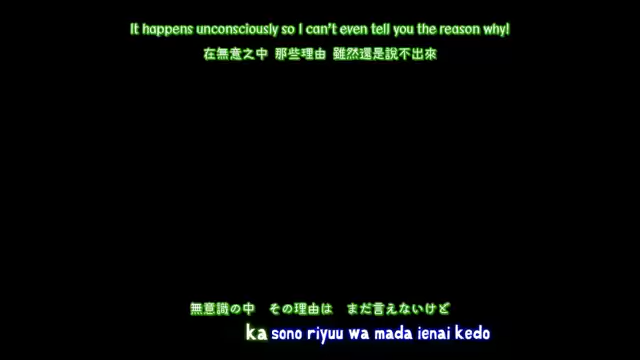 It happens unconsciously so I can't even tell you the reason why!
在無意之中 那些理由 雖然還是說不出來
無意識の中　その理由は　まだ言えないけど
ka sono riyuu wa mada ienai kedo